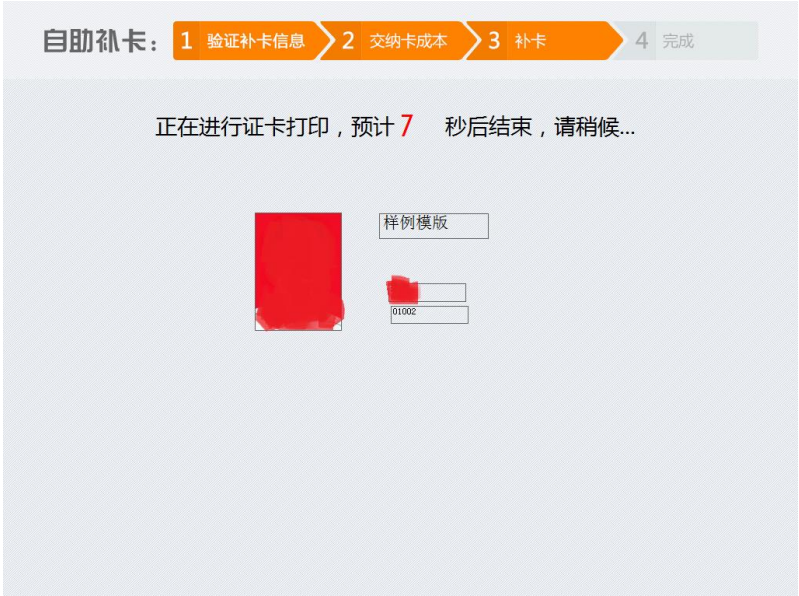 自助补卡：
1 验证补卡信息 2 交纳卡成本 3 补卡 4 完成
正在进行证卡打印，预计 7 秒后结束，请稍候...
样例模版
01002